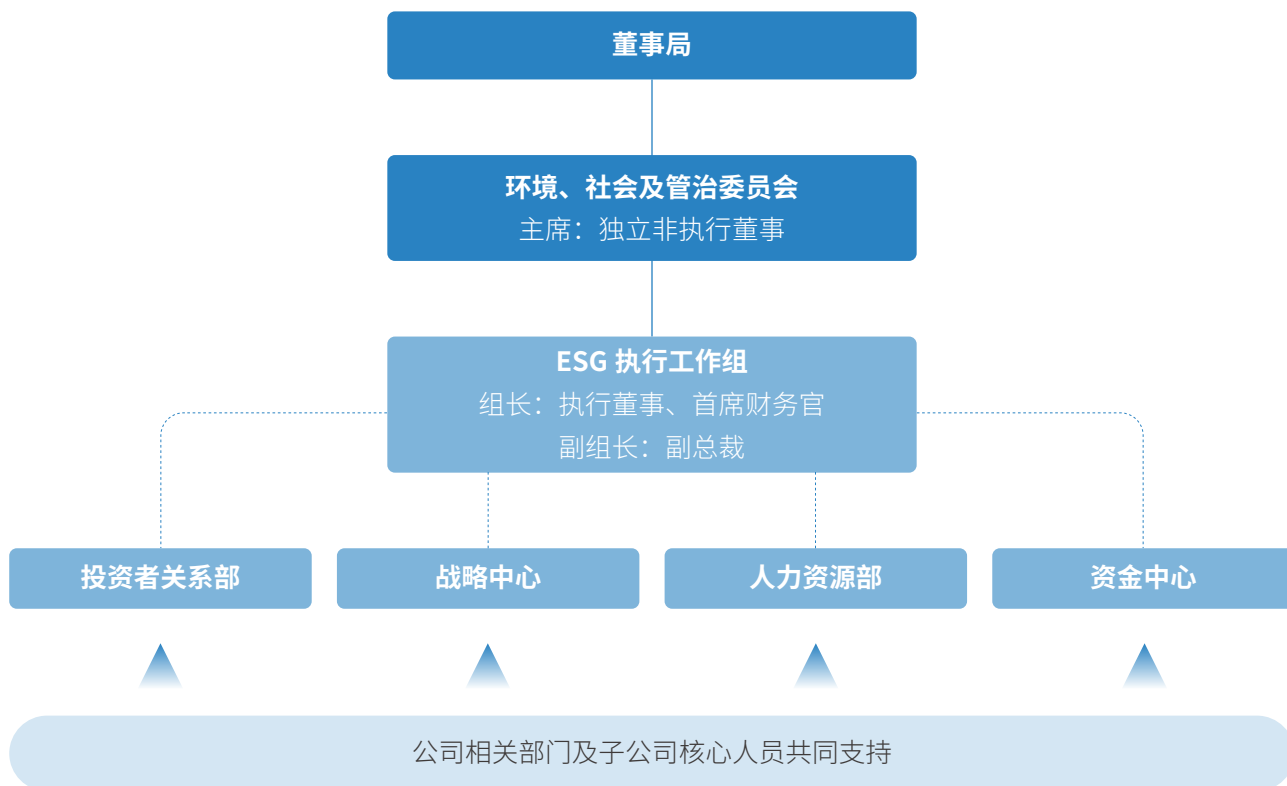 董事局
环境、社会及管治委员会
主席：独立非执行董事
ESG 执行工作组
组长：执行董事、首席财务官
副组长：副总裁
投资者关系部
战略中心
人力资源部
资金中心
公司相关部门及子公司核心人员共同支持